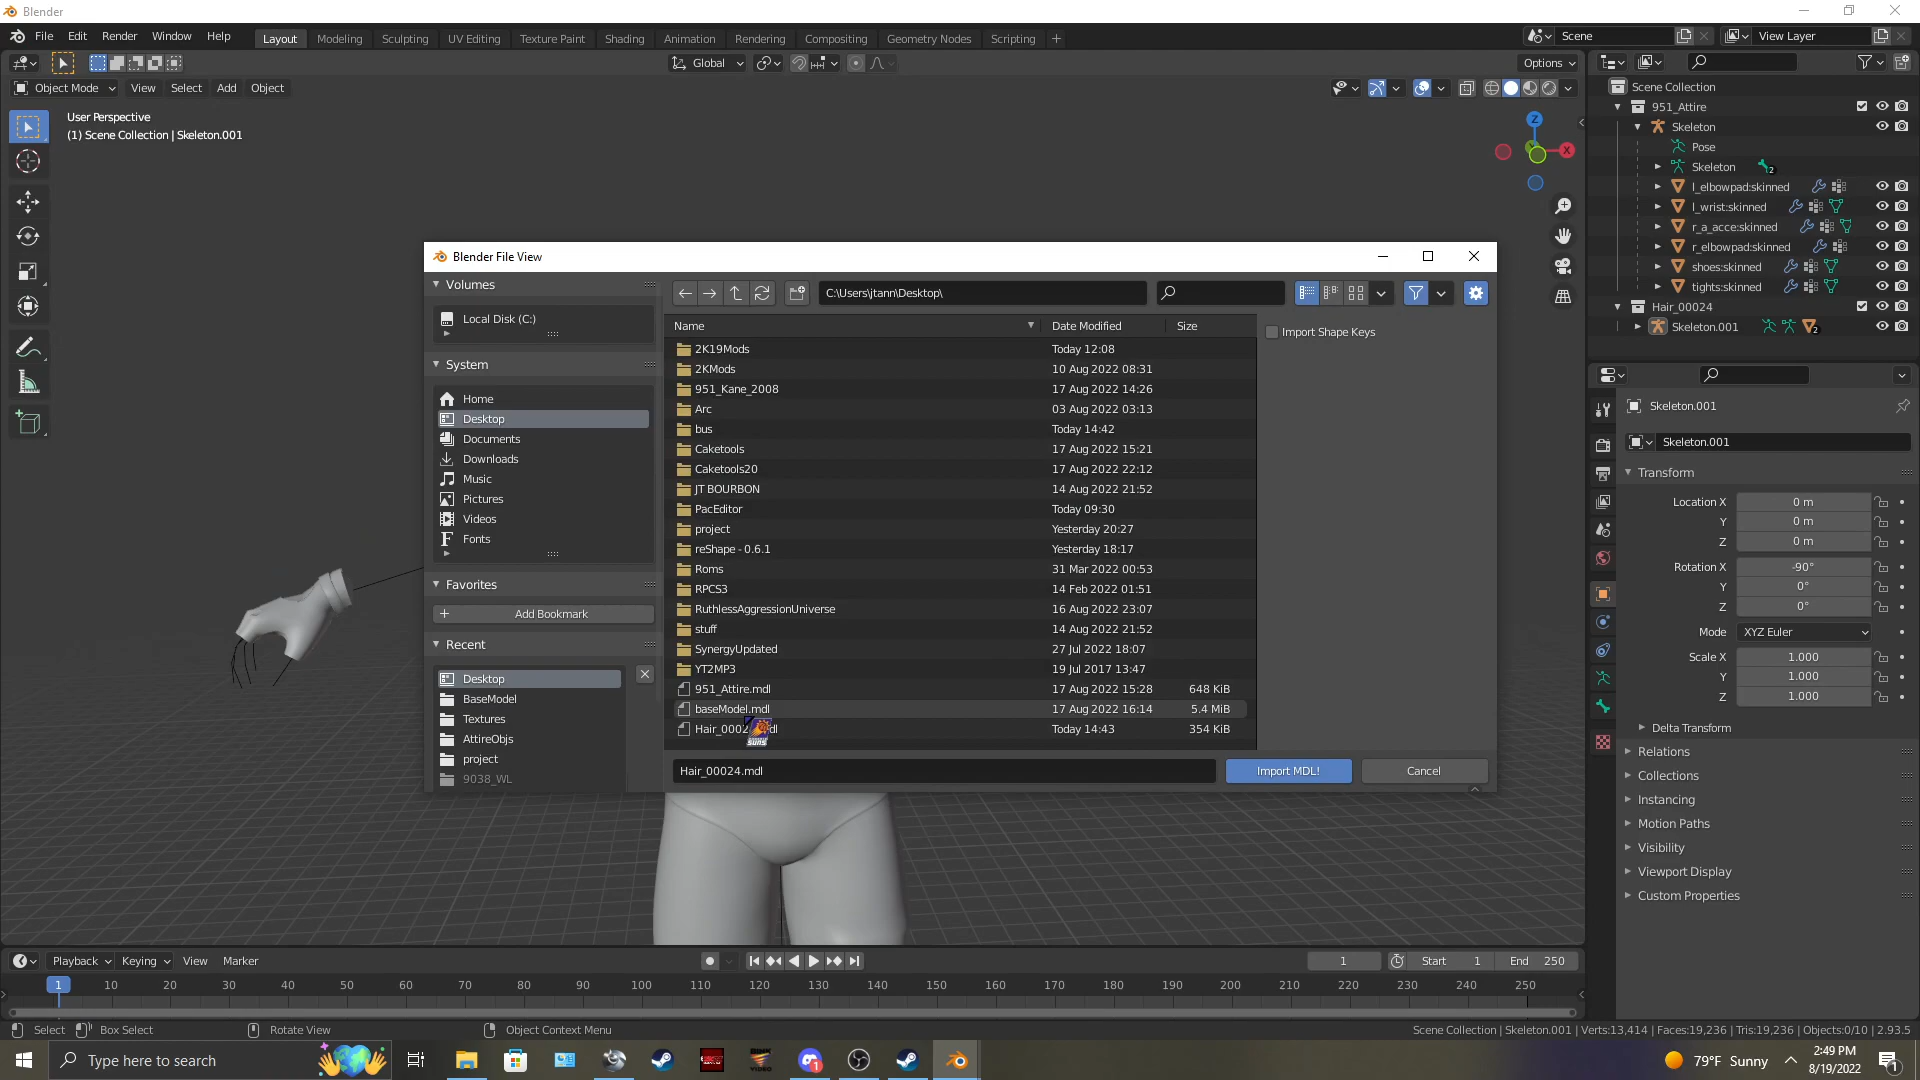 Blender
File Edit Render Window Help Layout Modeling Sculpting UV Editing Texture Paint Shading Animation Rendering Compositing Geometry Nodes Scripting + Scene View Layer
Global Options
Object Mode View Select Add Object
User Perspective
(1) Scene Collection | Skeleton.001
Z
X
Scene Collection
951_Attire
Skeleton
Pose
Skeleton 2
l_elbowpad:skinned
l_wrist:skinned
r_a_acce:skinned
r_elbowpad:skinned
shoes:skinned
tights:skinned
Hair_00024
Skeleton.001 2
Blender File View
Volumes
Local Disk (C:)
System
Home
Desktop
Documents
Downloads
Music
Pictures
Videos
Fonts
Favorites
Add Bookmark
Recent
Desktop
BaseModel
Textures
AttireObjs
project
9038_WL
C:\Users\jtann\Desktop\
Name Date Modified Size
2K19Mods Today 12:08
2KMods 10 Aug 2022 08:31
951_Kane_2008 17 Aug 2022 14:26
Arc 03 Aug 2022 03:13
bus Today 14:42
Caketools 17 Aug 2022 15:21
Caketools20 17 Aug 2022 22:12
JT BOURBON 14 Aug 2022 21:52
PacEditor Today 09:30
project Yesterday 20:27
reShape - 0.6.1 Yesterday 18:17
Roms 31 Mar 2022 00:53
RPCS3 14 Feb 2022 01:51
RuthlessAggressionUniverse 16 Aug 2022 23:07
stuff 14 Aug 2022 21:52
SynergyUpdated 27 Jul 2022 18:07
YT2MP3 19 Jul 2017 13:47
951_Attire.mdl 17 Aug 2022 15:28 648 KiB
baseModel.mdl 17 Aug 2022 16:14 5.4 MiB
Today 14:43 354 KiB
SUNS
Import Shape Keys
Hair_00024.mdl Import MDL! Cancel
Skeleton.001
Skeleton.001
Transform
Location X 0 m
Y 0 m
Z 0 m
Rotation X -90°
Y 0°
Z 0°
Mode XYZ Euler
Scale X 1.000
Y 1.000
Z 1.000
Delta Transform
Relations
Collections
Instancing
Motion Paths
Visibility
Viewport Display
Custom Properties
Playback Keying View Marker 1 Start 1 End 250
1 10 20 30 40 50 60 70 80 90 100 110 120 130 140 150 160 170 180 190 200 210 220 230 240 250
Select Box Select Rotate View Object Context Menu Scene Collection | Skeleton.001 | Verts:13,414 | Faces:19,236 | Tris:19,236 | Objects:0/10 | 2.93.5
Type here to search 79°F Sunny 2:49 PM
8/19/2022